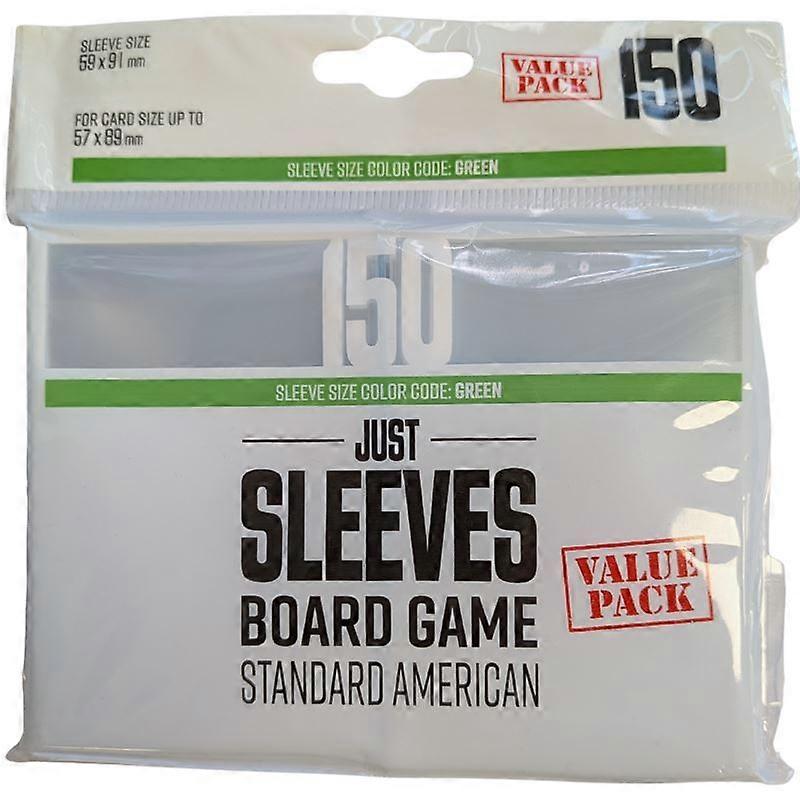 SLEEVE SIZE
59 x 91 mm
FOR CARD SIZE UP TO
57 x 89 mm
VALUE
PACK
150
SLEEVE SIZE COLOR CODE: GREEN
150
SLEEVE SIZE COLOR CODE: GREEN
JUST
SLEEVES
BOARD GAME
STANDARD AMERICAN
VALUE
PACK